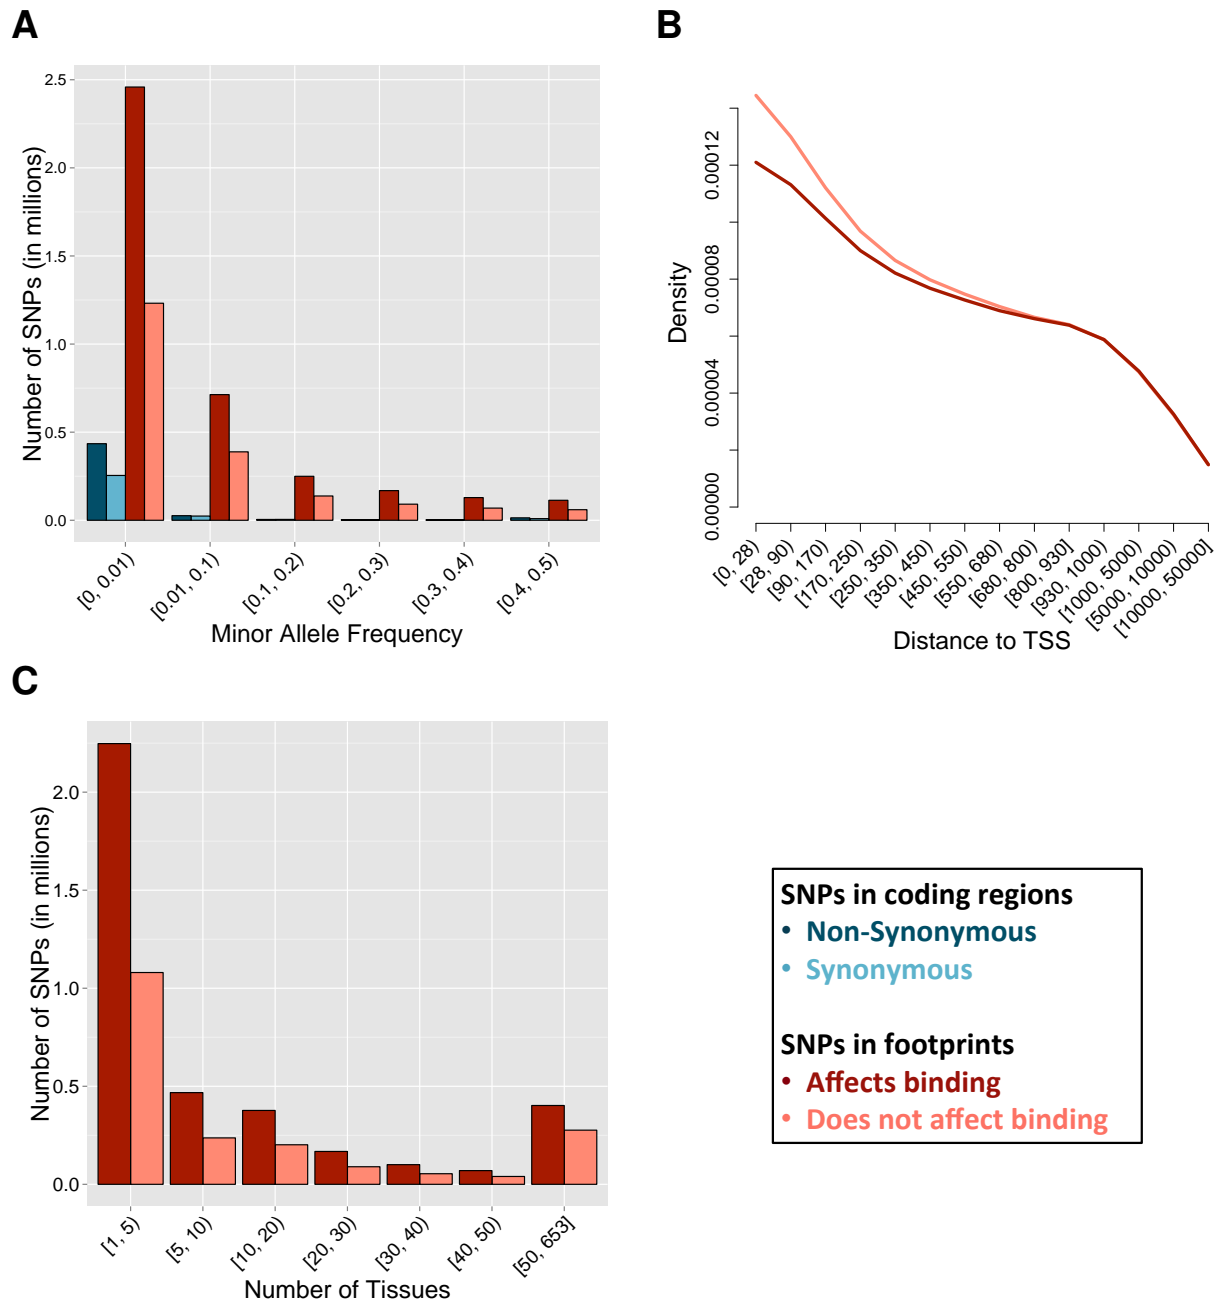 A
2.5
2.0
1.5
1.0
0.5
0.0
Number of SNPs (in millions)
[0, 0.01)
[0.01, 0.1)
[0.1, 0.2)
[0.2, 0.3)
[0.3, 0.4)
[0.4, 0.5)
Minor Allele Frequency
B
0.00012
0.00008
0.00004
0.00000
Density
[0, 28)
[28, 90)
[90, 170)
[170, 250)
[250, 350)
[350, 450)
[450, 550)
[550, 680)
[680, 800)
[800, 930]
[930, 1000)
[1000, 5000)
[5000, 10000)
[10000, 50000]
Distance to TSS
C
2.0
1.5
1.0
0.5
0.0
Number of SNPs (in millions)
[1, 5)
[5, 10)
[10, 20)
[20, 30)
[30, 40)
[40, 50)
[50, 653]
Number of Tissues
SNPs in coding regions
• Non-Synonymous
• Synonymous
SNPs in footprints
• Affects binding
• Does not affect binding